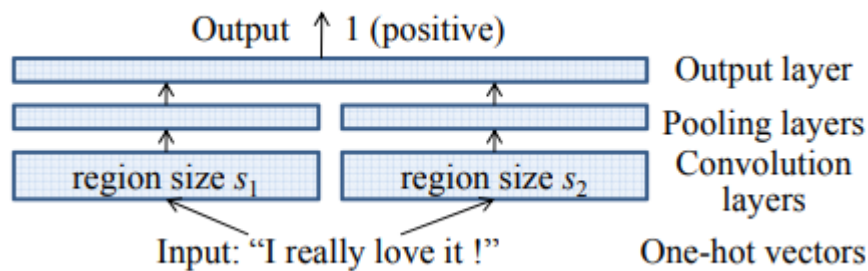 Output 1 (positive)
Output layer
Pooling layers
region size s₁ region size s₂ Convolution
layers
Input: “I really love it !” One-hot vectors